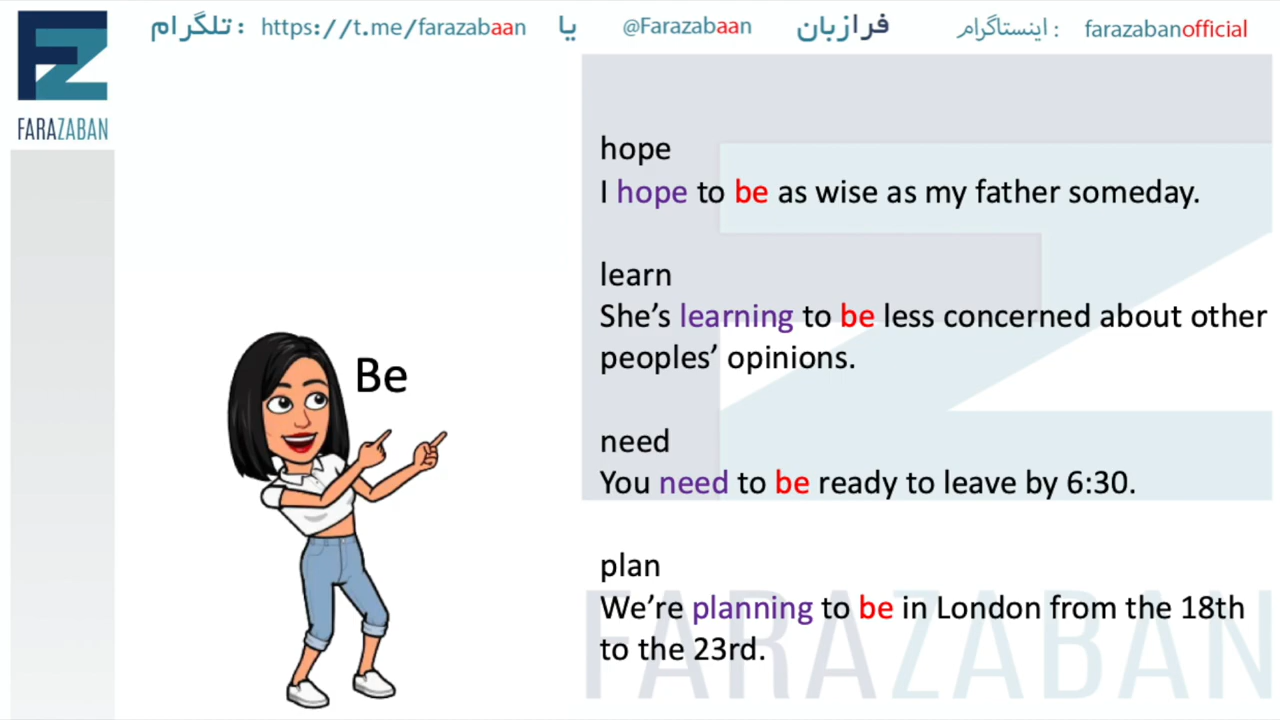 تلگرام : https://t.me/farazabaan یا @Farazabaan فرازبان اینستاگرام : farazabanofficial
FZ
FARAZABAN
hope
I hope to be as wise as my father someday.
learn
She’s learning to be less concerned about other
peoples’ opinions.
Be
need
You need to be ready to leave by 6:30.
plan
We’re planning to be in London from the 18th
to the 23rd.
FARAZABAN